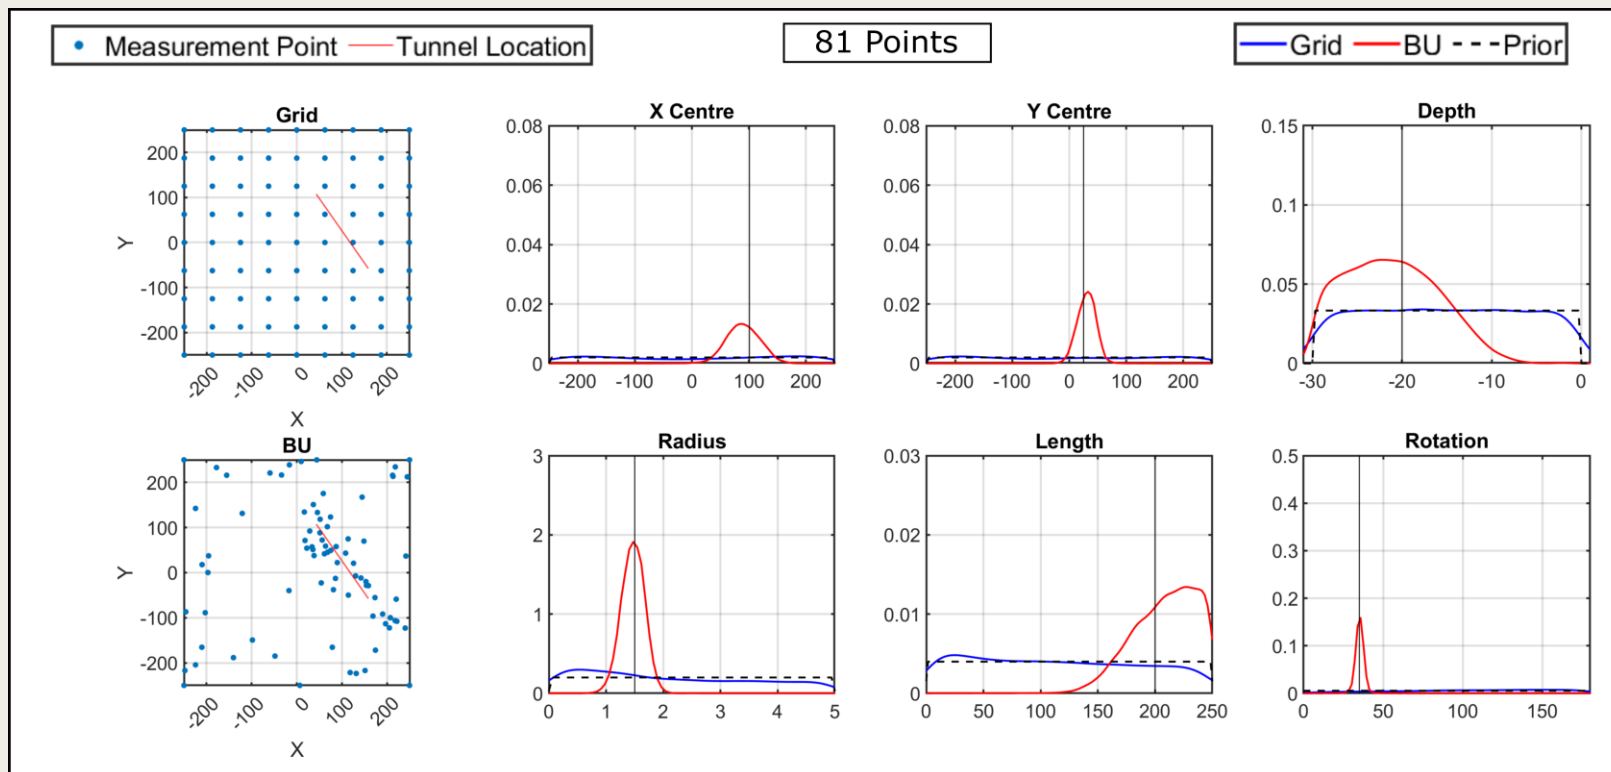 Measurement Point Tunnel Location
81 Points
Grid BU Prior
Grid
200
100
0
-100
-200
Y
-200 -100 0 100 200
X
X Centre
0.08
0.06
0.04
0.02
0
-200 -100 0 100 200
Y Centre
0.08
0.06
0.04
0.02
0
-200 -100 0 100 200
Depth
0.15
0.1
0.05
0
-30 -20 -10 0
BU
200
100
0
-100
-200
Y
-200 -100 0 100 200
X
Radius
3
2
1
0
0 1 2 3 4 5
Length
0.03
0.02
0.01
0
0 50 100 150 200 250
Rotation
0.5
0.4
0.3
0.2
0.1
0
0 50 100 150